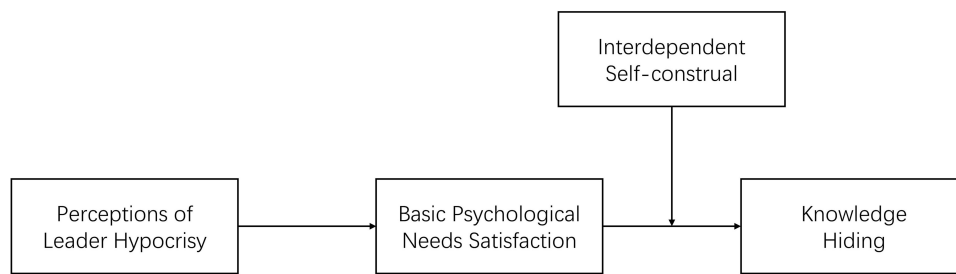 Interdependent
Self-construal
Perceptions of
Leader Hypocrisy
Basic Psychological
Needs Satisfaction
Knowledge
Hiding